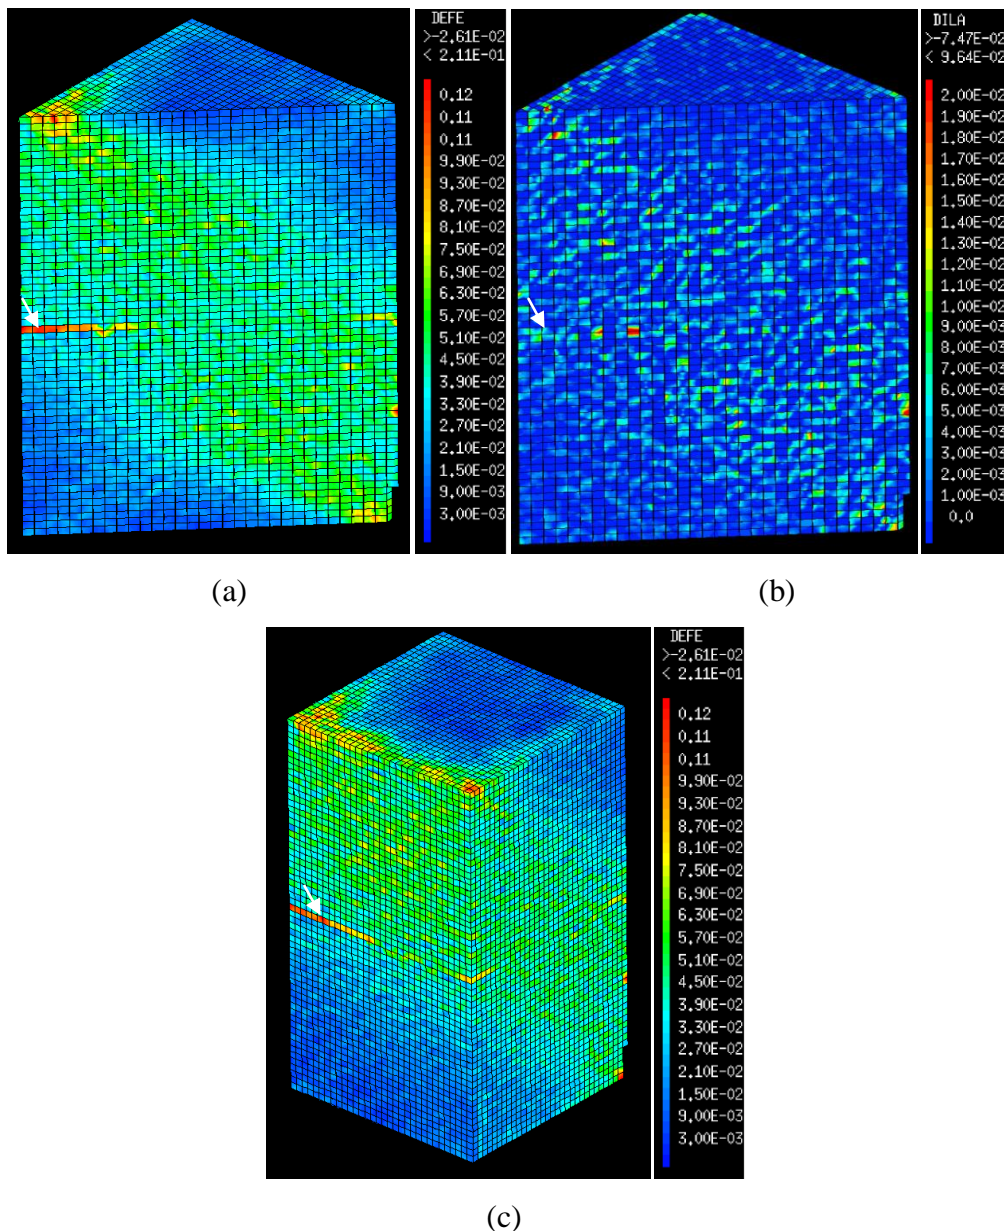 DEFE
>-2.61E-02
< 2.11E-01
0.12
0.11
0.11
9.90E-02
9.30E-02
8.70E-02
8.10E-02
7.50E-02
6.90E-02
6.30E-02
5.70E-02
5.10E-02
4.50E-02
3.90E-02
3.30E-02
2.70E-02
2.10E-02
1.50E-02
9.00E-03
3.00E-03
(a)
DILA
>-7.47E-02
< 9.64E-02
2.00E-02
1.90E-02
1.80E-02
1.70E-02
1.60E-02
1.50E-02
1.40E-02
1.30E-02
1.20E-02
1.10E-02
1.00E-02
9.00E-03
8.00E-03
7.00E-03
6.00E-03
5.00E-03
4.00E-03
3.00E-03
2.00E-03
1.00E-03
0.0
(b)
DEFE
>-2.61E-02
< 2.11E-01
0.12
0.11
0.11
9.90E-02
9.30E-02
8.70E-02
8.10E-02
7.50E-02
6.90E-02
6.30E-02
5.70E-02
5.10E-02
4.50E-02
3.90E-02
3.30E-02
2.70E-02
2.10E-02
1.50E-02
9.00E-03
3.00E-03
(c)